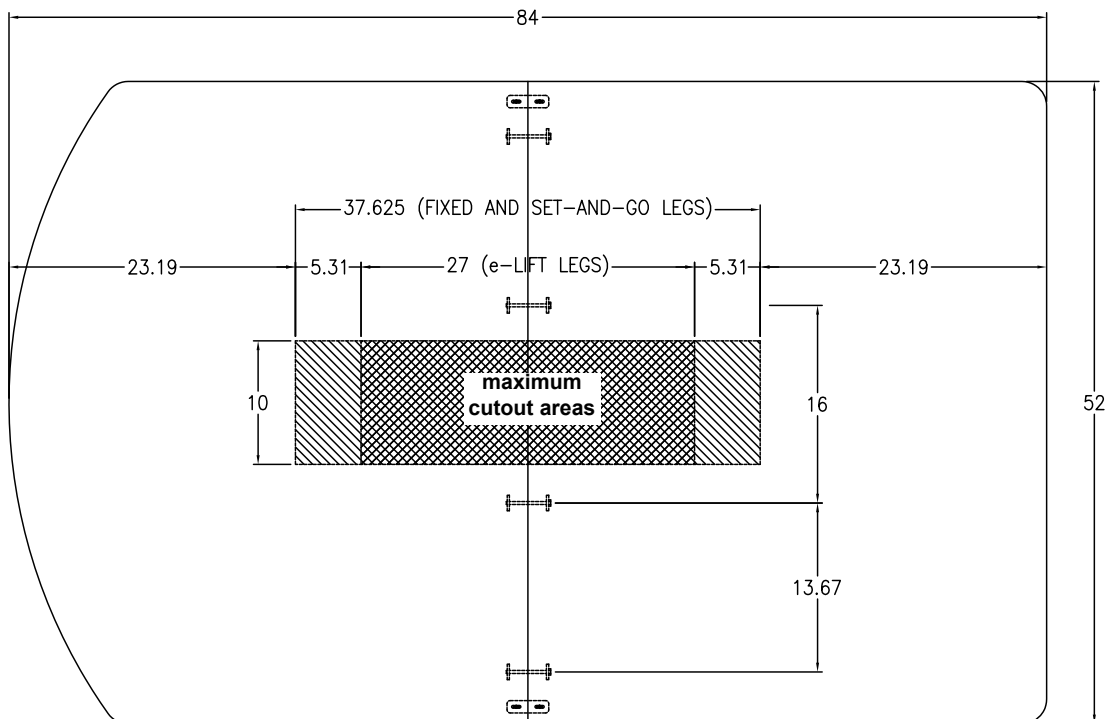 84
37.625 (FIXED AND SET-AND-GO LEGS)
23.19 5.31 27 (e-LIFT LEGS) 5.31 23.19
10 maximum cutout areas 16 52
13.67